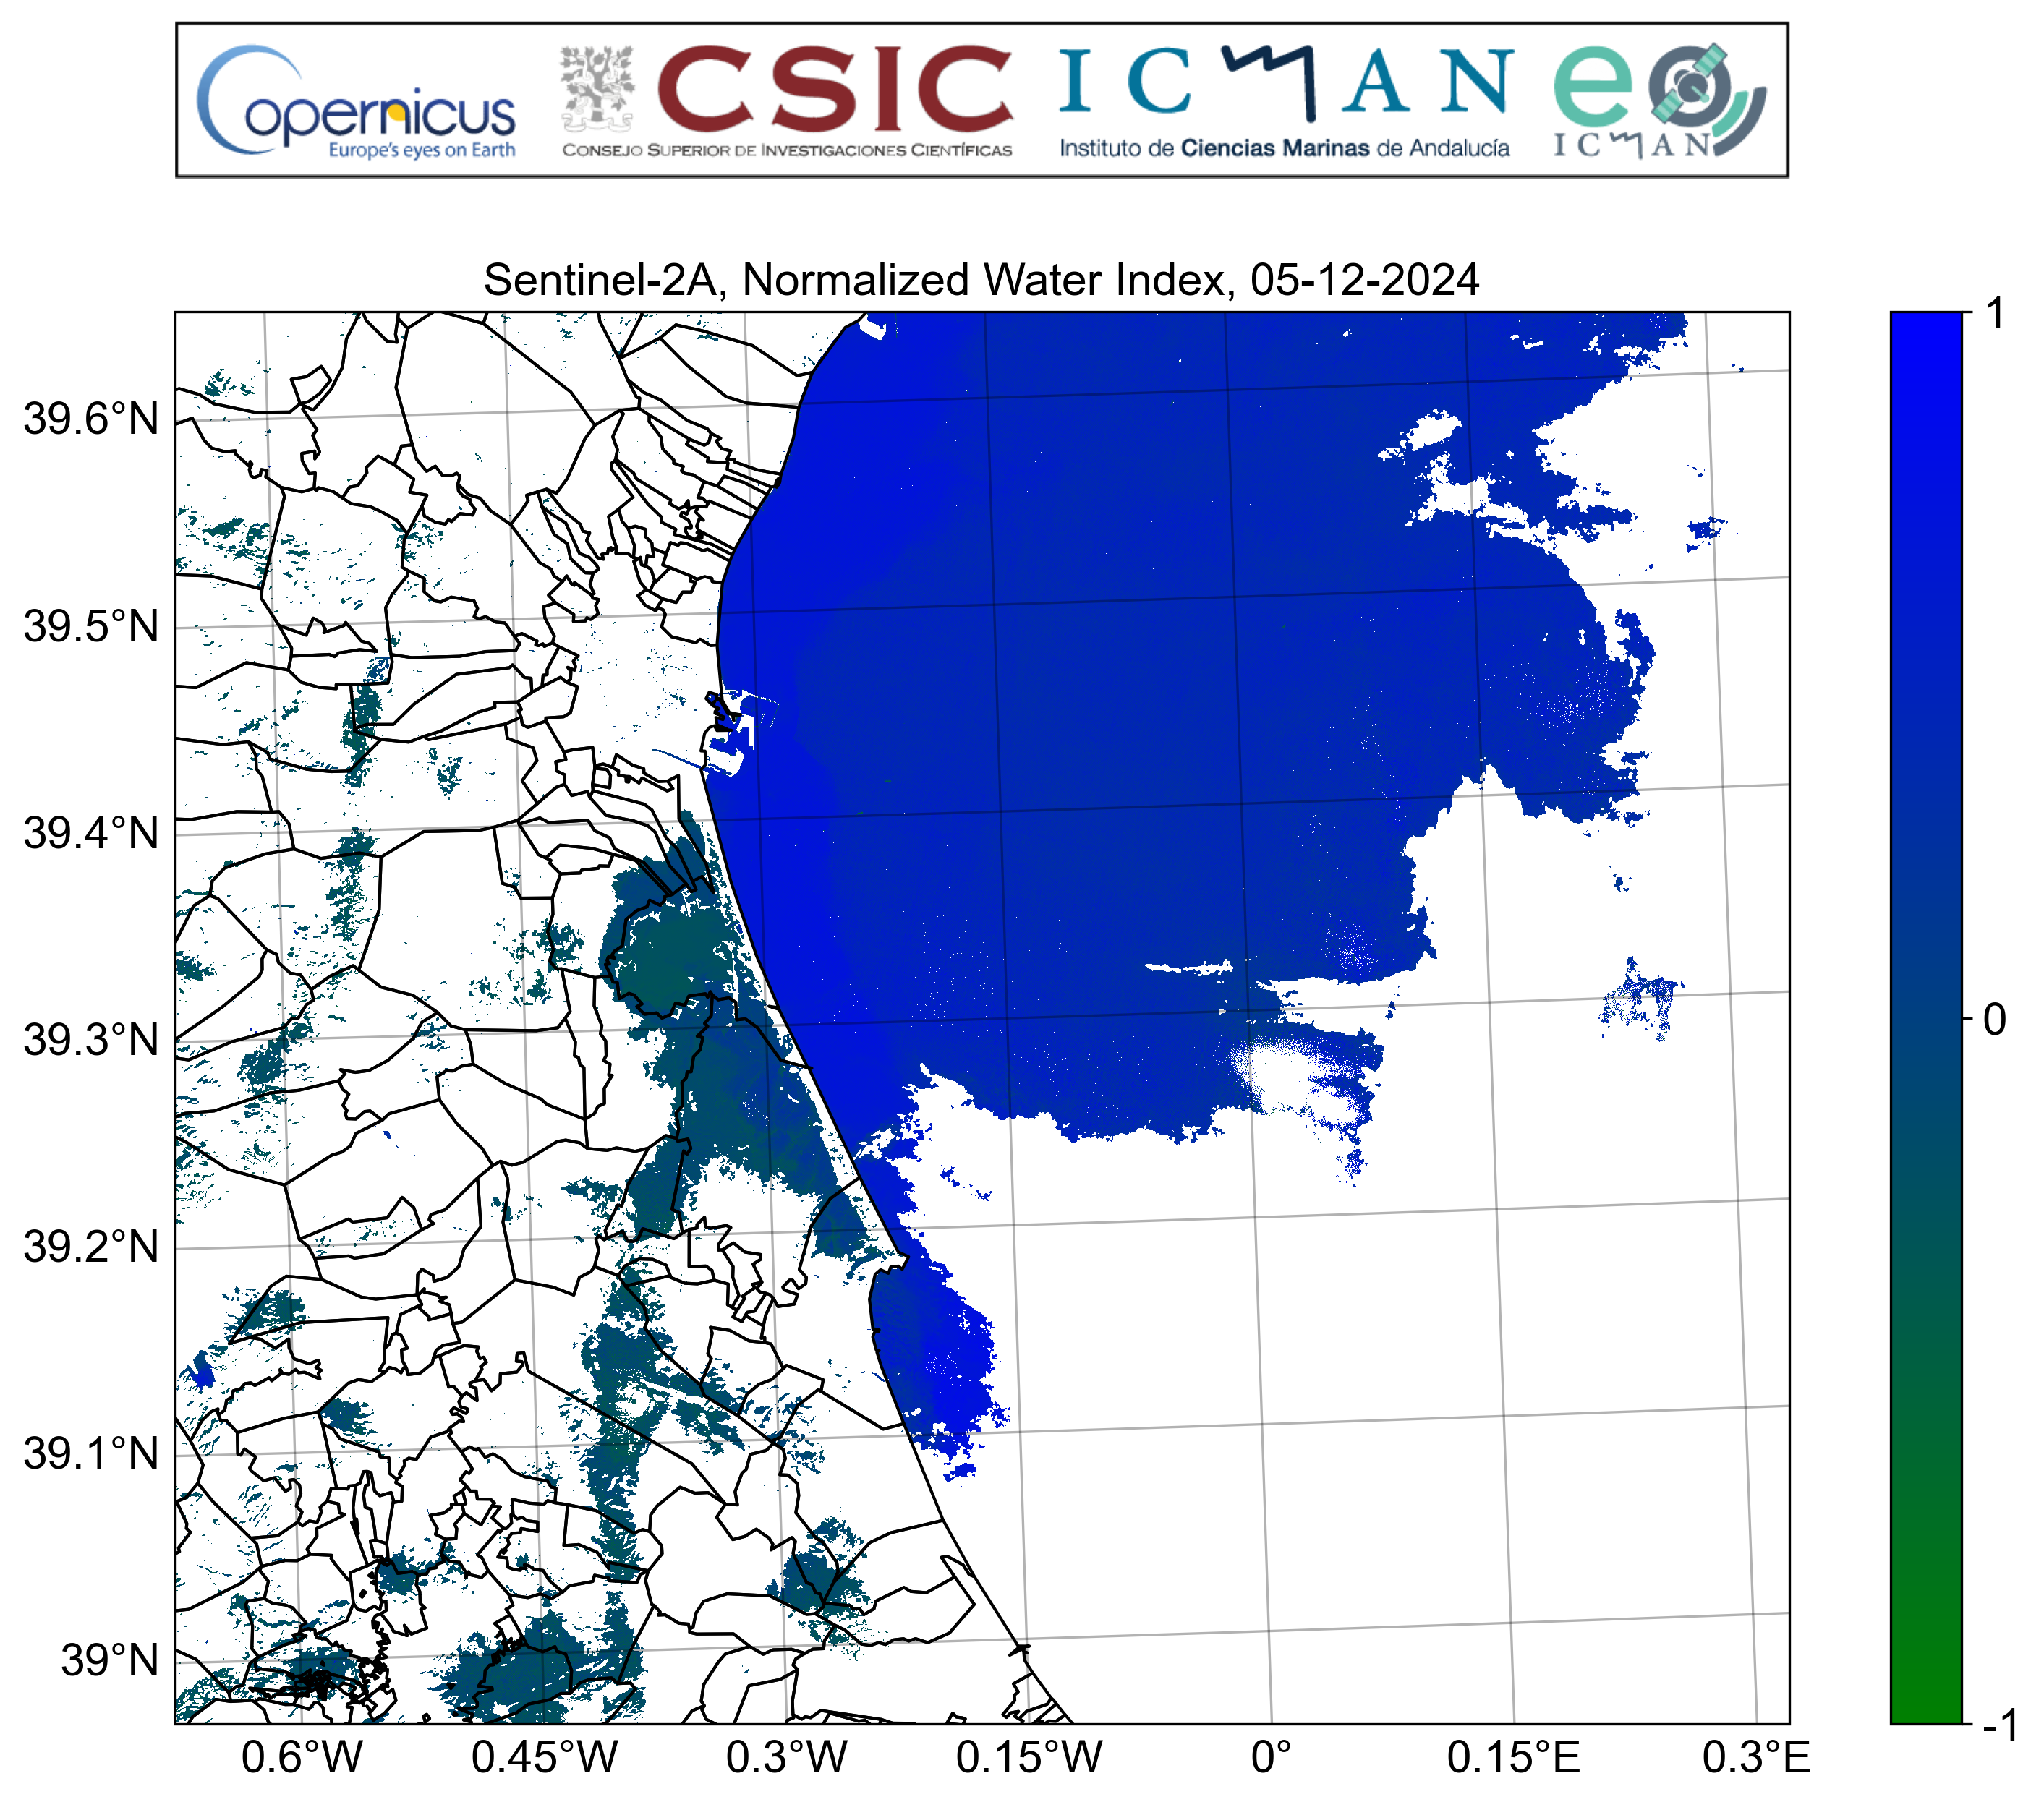 Copernicus
Europe's eyes on Earth
CSIC
CONSEJO SUPERIOR DE INVESTIGACIONES CIENTÍFICAS
ICMAN
Instituto de Ciencias Marinas de Andalucía
eo
ICMAN
Sentinel-2A, Normalized Water Index, 05-12-2024
39.6°N
39.5°N
39.4°N
39.3°N
39.2°N
39.1°N
39°N
0.6°W 0.45°W 0.3°W 0.15°W 0° 0.15°E 0.3°E
1
0
-1